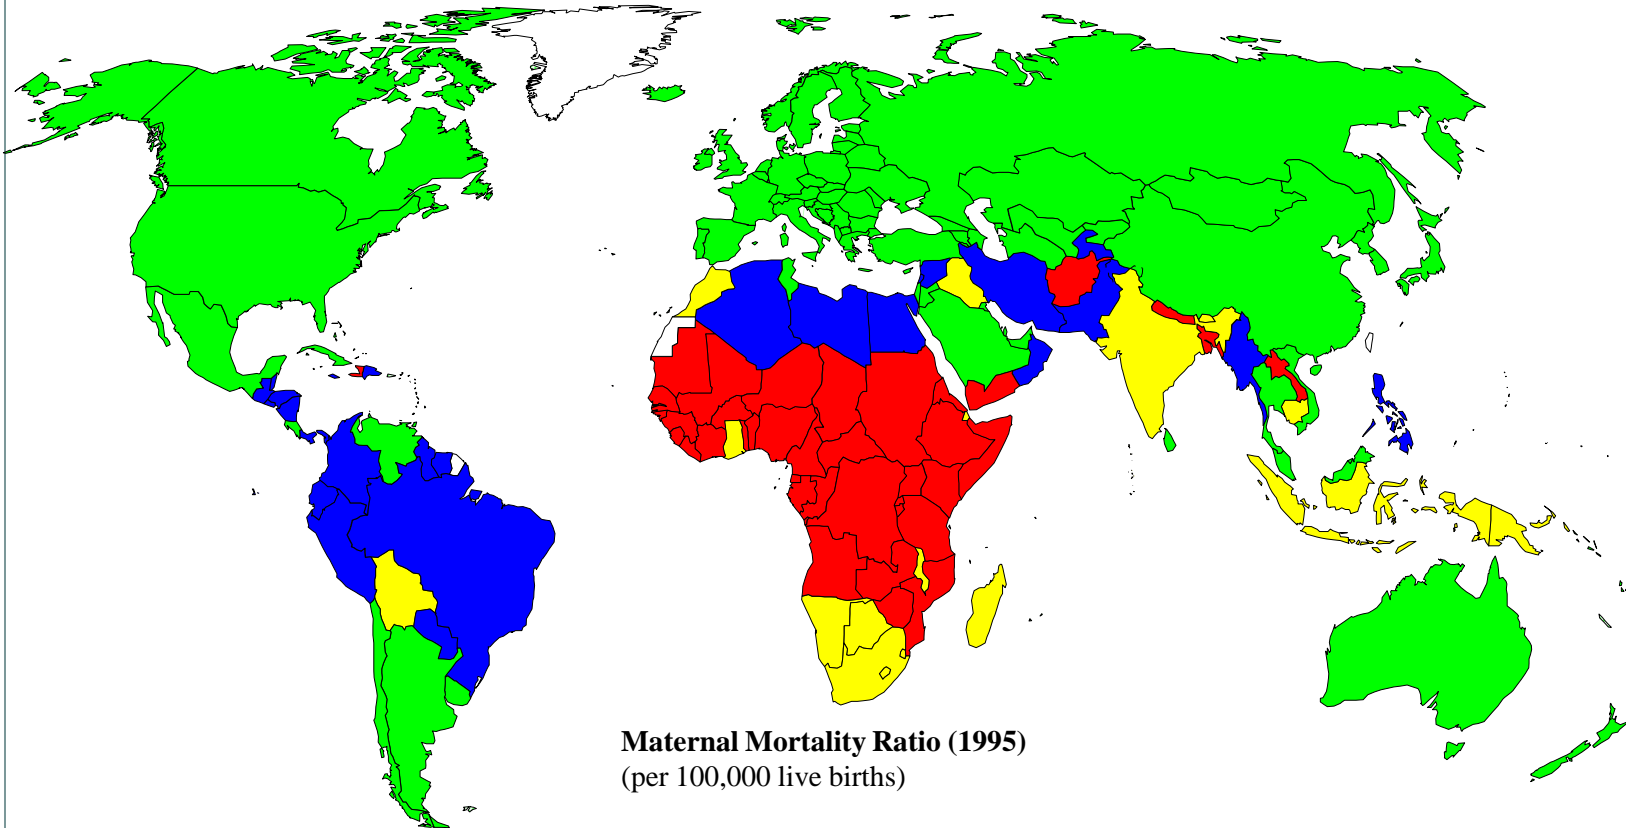 Maternal Mortality Ratio (1995)
(per 100,000 live births)